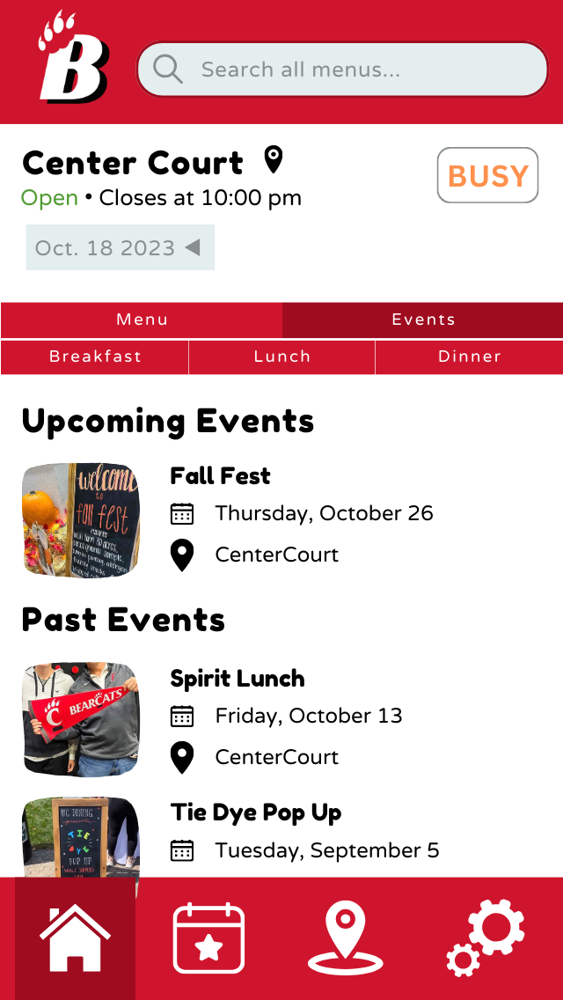 B
Search all menus...
Center Court
BUSY
Open • Closes at 10:00 pm
Oct. 18 2023
Menu Events
Breakfast Lunch Dinner
Upcoming Events
welcome
to
fall fest
Fall Fest
Thursday, October 26
CenterCourt
Past Events
C BEARCATS
Spirit Lunch
Friday, October 13
CenterCourt
UC DINING
presents
TIE
DYE
POP UP
Tie Dye Pop Up
Tuesday, September 5